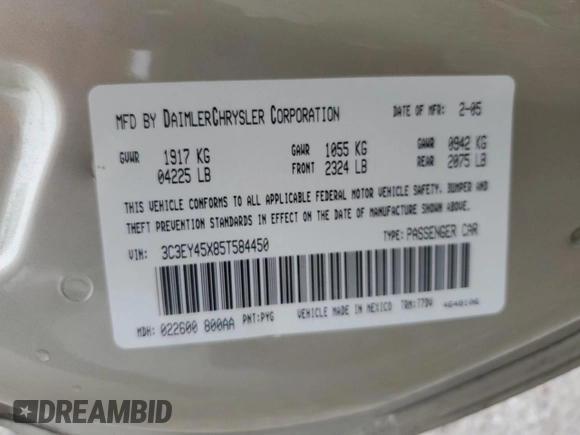 MFD BY DAIMLERCHRYSLER CORPORATION DATE OF MFR: 2-05
GVWR 1917 KG GAWR 1055 KG GAWR 0942 KG
04225 LB FRONT 2324 LB REAR 2075 LB
THIS VEHICLE CONFORMS TO ALL APPLICABLE FEDERAL MOTOR VEHICLE SAFETY, BUMPER AND
THEFT PREVENTION STANDARDS IN EFFECT ON THE DATE OF MANUFACTURE SHOWN ABOVE.
VIN: 3C3EY45X85T584450 TYPE: PASSENGER CAR
MDH: 022600 800AA PNT: PYG VEHICLE MADE IN MEXICO TRM: T7DV 4648106
DREAMBID